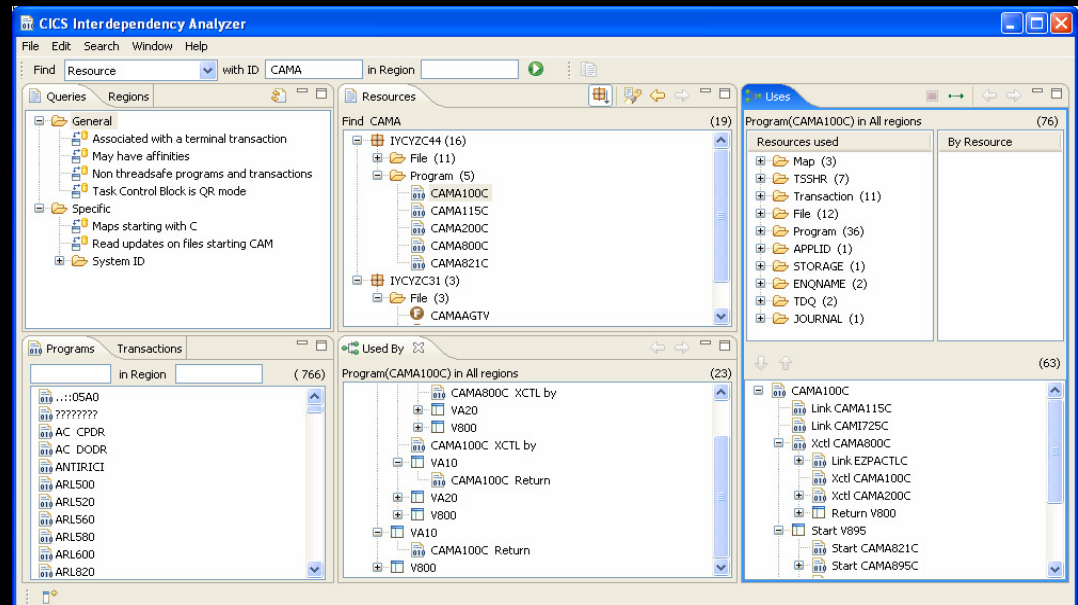 CICS Interdependency Analyzer
File Edit Search Window Help
Find Resource with ID CAMA in Region
Queries Regions
General
Associated with a terminal transaction
May have affinities
Non threadsafe programs and transactions
Task Control Block is QR mode
Specific
Maps starting with C
Read updates on files starting CAM
System ID
Resources
Find CAMA (19)
IYCYZC44 (16)
File (11)
Program (5)
CAMA100C
CAMA115C
CAMA200C
CAMA800C
CAMA821C
IYCYZC31 (3)
File (3)
CAMAAGTV
Uses
Program(CAMA100C) in All regions (76)
Resources used By Resource
Map (3)
TSSHR (7)
Transaction (11)
File (12)
Program (36)
APPLID (1)
STORAGE (1)
ENQNAME (2)
TDQ (2)
JOURNAL (1)
(63)
CAMA100C
Link CAMA115C
Link CAMI725C
Xctl CAMA800C
Link EZPACTLC
Xctl CAMA100C
Xctl CAMA200C
Return V800
Start V895
Start CAMA821C
Start CAMA895C
Programs Transactions
in Region (766)
..::05A0
????????
AC CPDR
AC DODR
ANTIRICI
ARL500
ARL520
ARL560
ARL580
ARL600
ARL820
Used By
Program(CAMA100C) in All regions (23)
CAMA800C XCTL by
VA20
V800
CAMA100C XCTL by
VA10
CAMA100C Return
VA20
V800
VA10
CAMA100C Return
V800